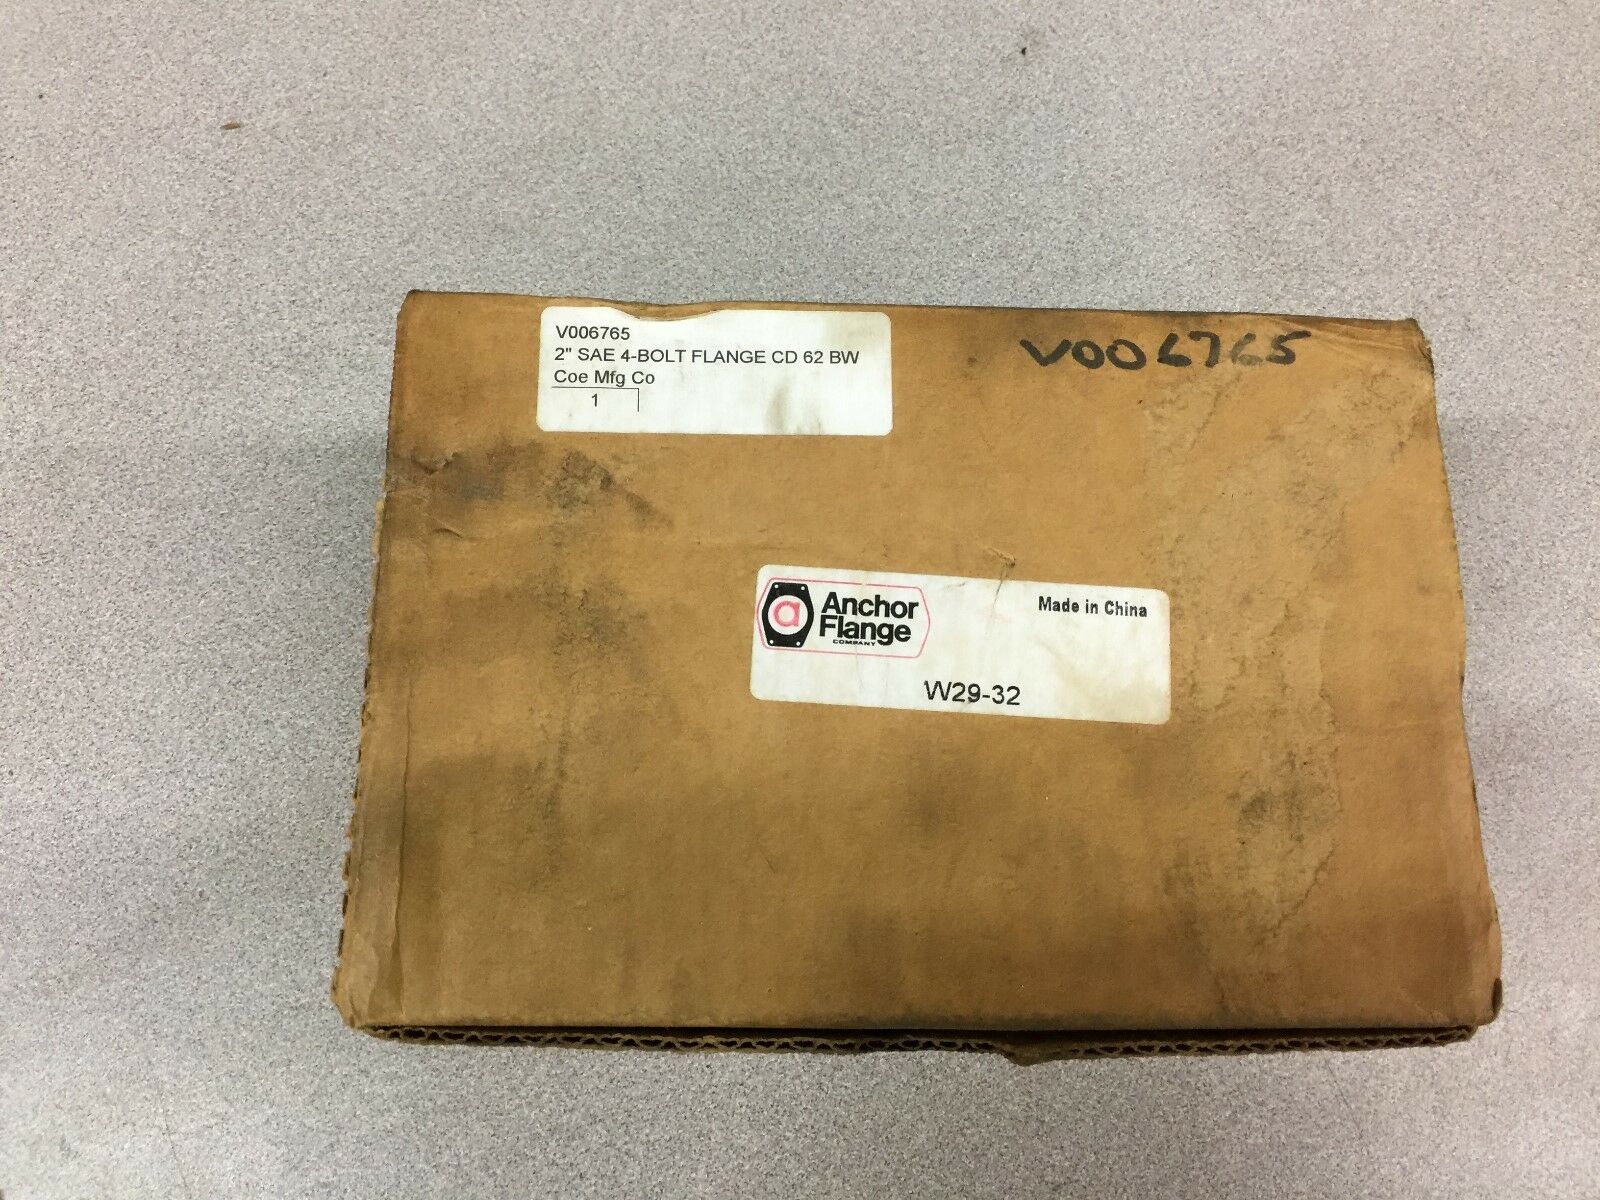 V006765
2" SAE 4-BOLT FLANGE CD 62 BW
Coe Mfg Co
1
V006765
a
Anchor
Flange
COMPANY
Made in China
W29-32